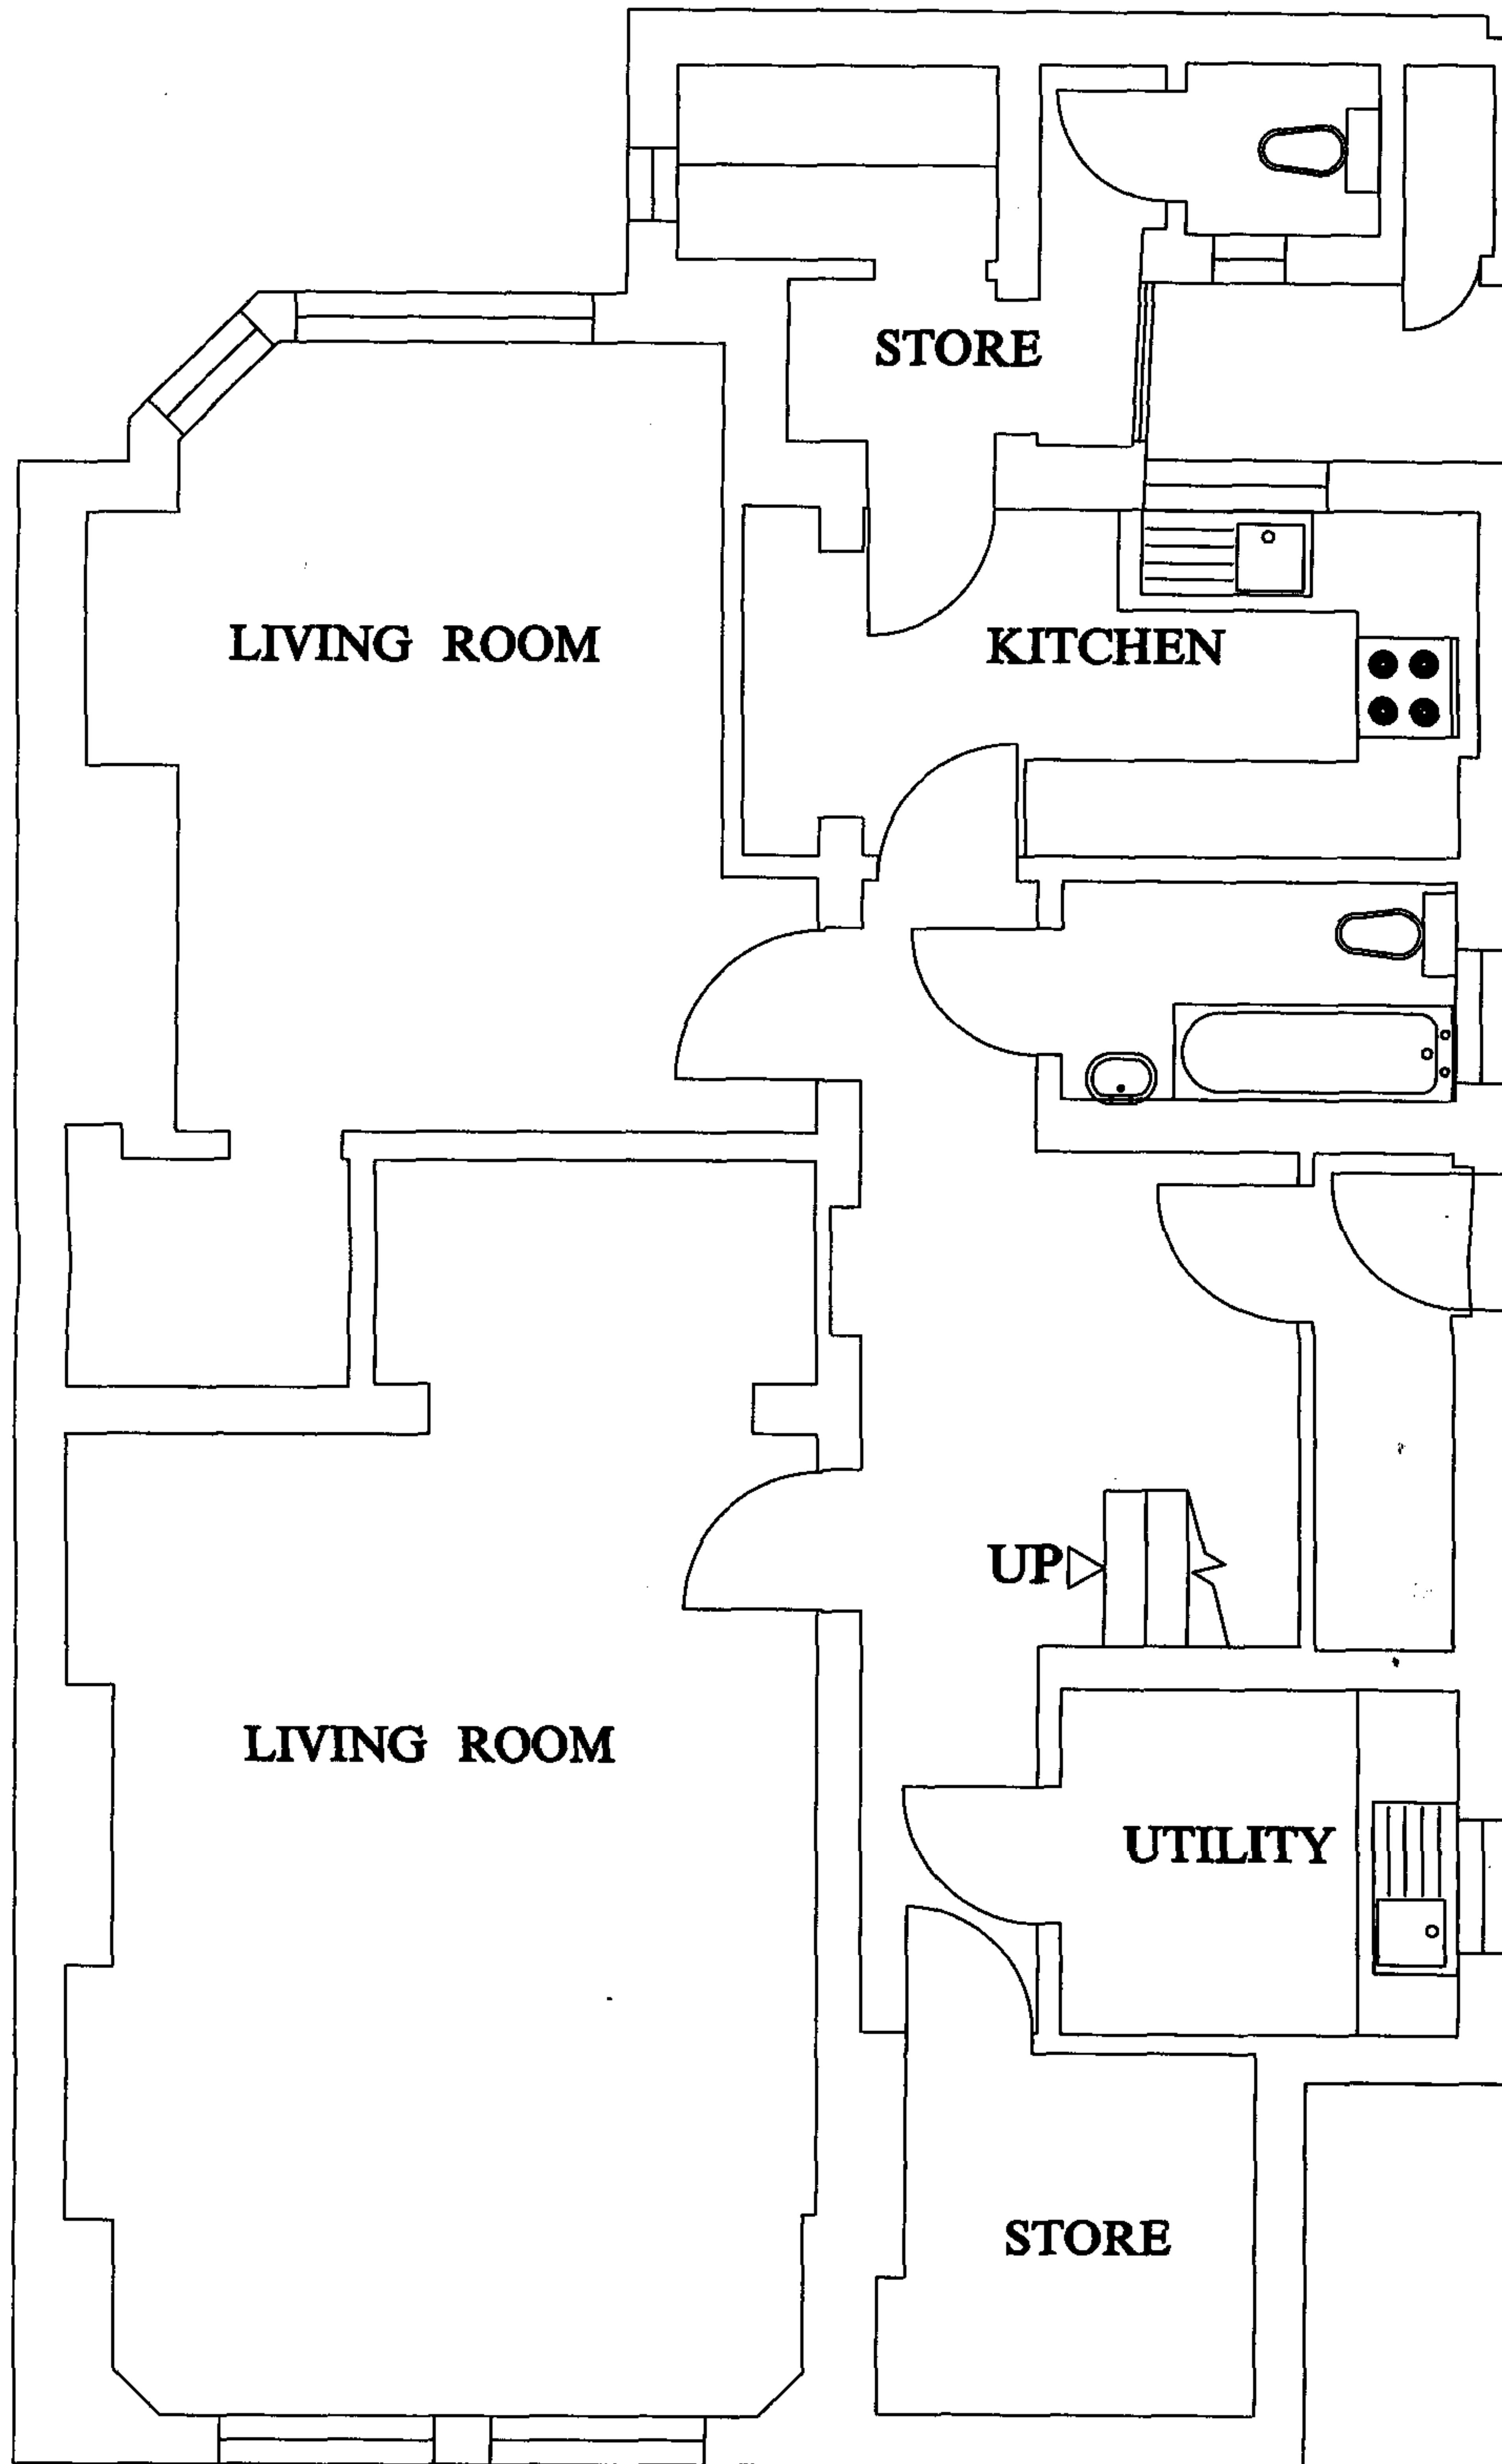 STORE
LIVING ROOM
KITCHEN
UP
LIVING ROOM
UTILITY
STORE